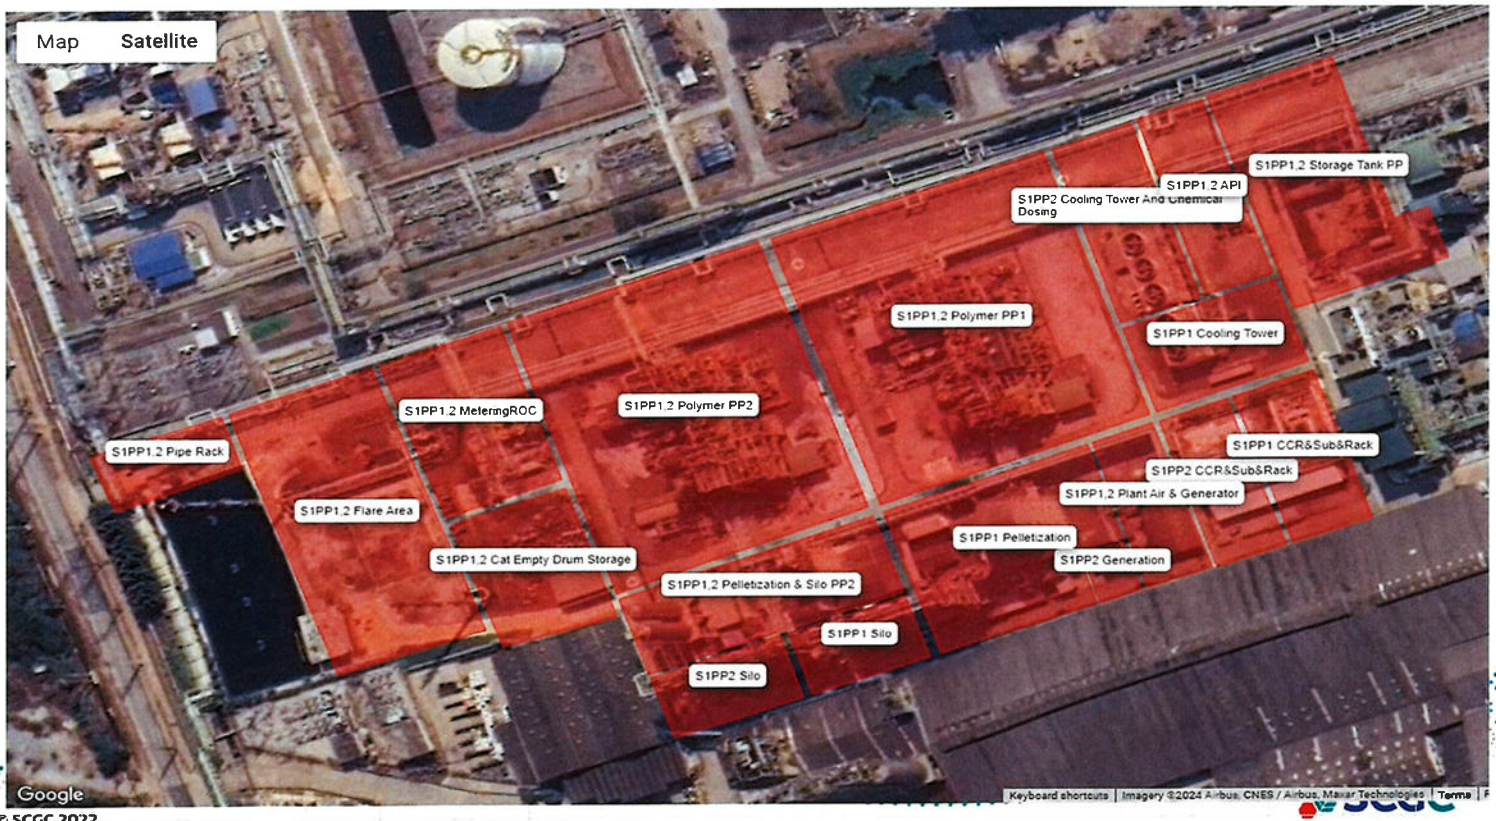 Map Satellite
S1PP1,2 Storage Tank PP
S1PP1,2 API
S1PP2 Cooling Tower And Chemical
Dosing
S1PP1,2 Polymer PP1
S1PP1 Cooling Tower
S1PP1,2 MeteringROC
S1PP1,2 Polymer PP2
S1PP1,2 Pipe Rack
S1PP1 CCR&Sub&Rack
S1PP2 CCR&Sub&Rack
S1PP1,2 Plant Air & Generator
S1PP1,2 Flare Area
S1PP1 Pelletization
S1PP2 Generation
S1PP1,2 Cat Empty Drum Storage
S1PP1,2 Pelletization & Silo PP2
S1PP1 Silo
S1PP2 Silo
Google
Keyboard shortcuts Imagery ©2024 Airbus, CNES / Airbus, Maxar Technologies Terms
SCGC
© SCGC 2022